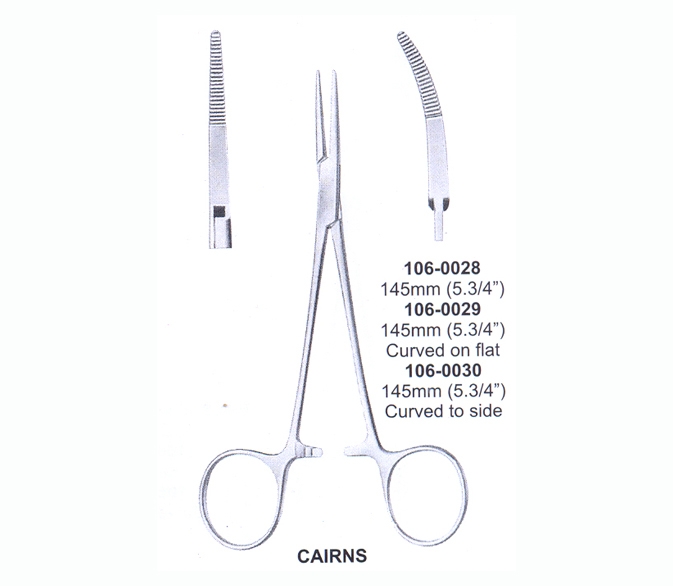 106-0028
145mm (5.3/4”)
106-0029
145mm (5.3/4”)
Curved on flat
106-0030
145mm (5.3/4”)
Curved to side
CAIRNS